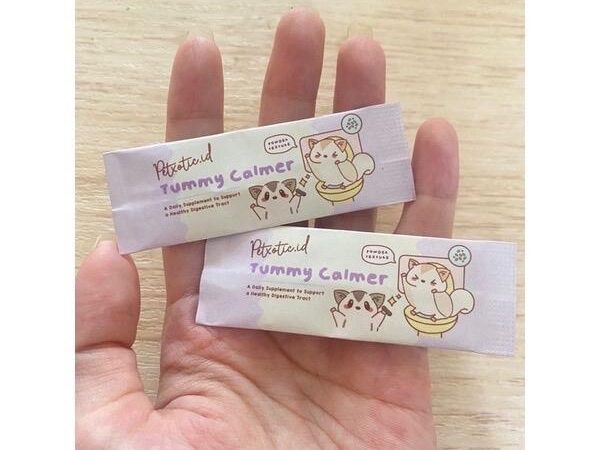 Petxotic.id
Tummy Calmer
A Daily Supplement to Support
a Healthy Digestive Tract
POWDER
TEXTURE
Petxotic.id
Tummy Calmer
A Daily Supplement to Support
a Healthy Digestive Tract
POWDER
TEXTURE